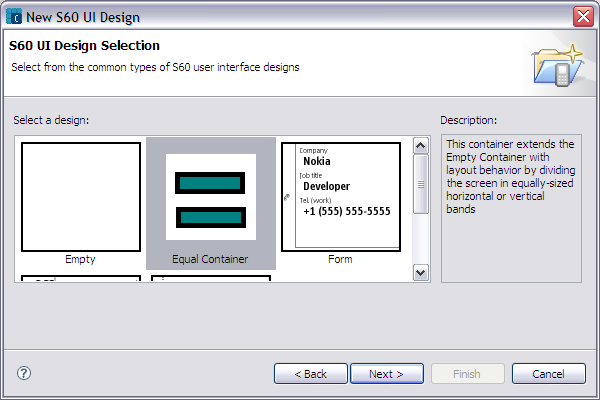 New S60 UI Design
S60 UI Design Selection
Select from the common types of S60 user interface designs
Select a design:
Description:
Company
Nokia
Job title
Developer
Tel. (work)
+1 (555) 555-5555
Empty
Equal Container
Form
This container extends the
Empty Container with
layout behavior by dividing
the screen in equally-sized
horizontal or vertical
bands
< Back
Next >
Finish
Cancel